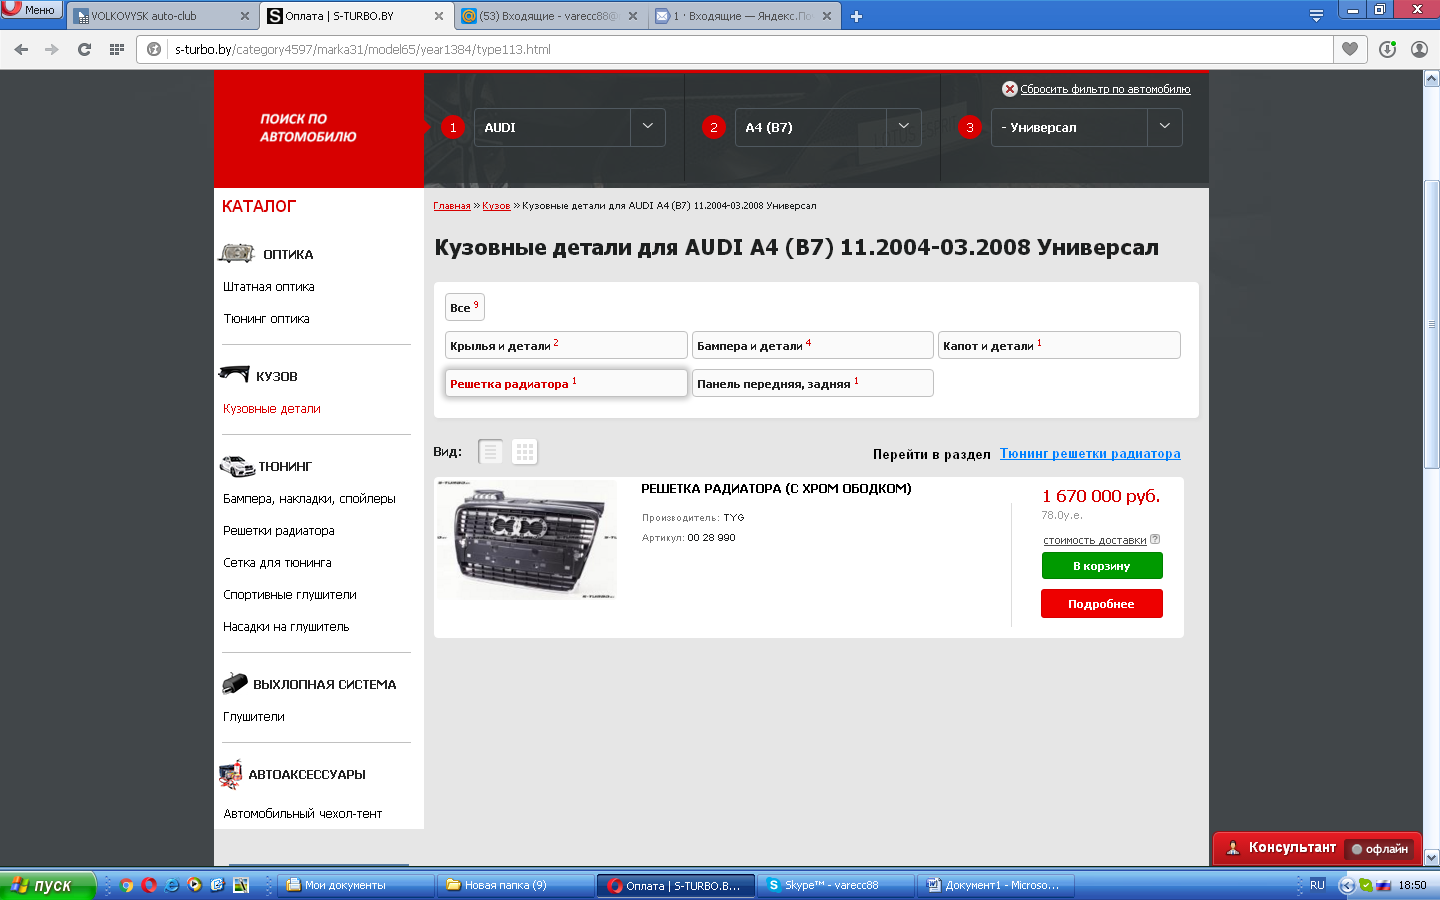 Меню
VOLKOVYSK auto-club
Оплата | S-TURBO.BY
(53) Входящие - varecc88@
1 · Входящие — Яндекс.По
s-turbo.by/category4597/marka31/model65/year1384/type113.html
Сбросить фильтр по автомобилю
ПОИСК ПО
АВТОМОБИЛЮ
1 AUDI
2 A4 (B7)
3 - Универсал
КАТАЛОГ
ОПТИКА
Штатная оптика
Тюнинг оптика
КУЗОВ
Кузовные детали
ТЮНИНГ
Бампера, накладки, спойлеры
Решетки радиатора
Сетка для тюнинга
Спортивные глушители
Насадки на глушитель
ВЫХЛОПНАЯ СИСТЕМА
Глушители
АВТОАКСЕССУАРЫ
Автомобильный чехол-тент
Главная » Кузов » Кузовные детали для AUDI A4 (B7) 11.2004-03.2008 Универсал
Кузовные детали для AUDI A4 (B7) 11.2004-03.2008 Универсал
Все 9
Крылья и детали 2
Бампера и детали 4
Капот и детали 1
Решетка радиатора 1
Панель передняя, задняя 1
Вид:
Перейти в раздел Тюнинг решетки радиатора
РЕШЕТКА РАДИАТОРА (С ХРОМ ОБОДКОМ)
Производитель: TYG
Артикул: 00 28 990
1 670 000 руб.
78.0у.е.
стоимость доставки ?
В корзину
Подробнее
Консультант офлайн
пуск
Мои документы
Новая папка (9)
Оплата | S-TURBO.B...
Skype™ - varecc88
Документ1 - Microso...
RU
18:50